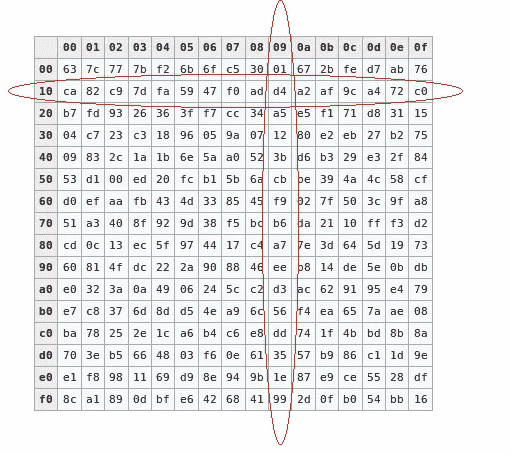 00 01 02 03 04 05 06 07 08 09 0a 0b 0c 0d 0e 0f
00 63 7c 77 7b f2 6b 6f c5 30 01 67 2b fe d7 ab 76
10 ca 82 c9 7d fa 59 47 f0 ad d4 a2 af 9c a4 72 c0
20 b7 fd 93 26 36 3f f7 cc 34 a5 e5 f1 71 d8 31 15
30 04 c7 23 c3 18 96 05 9a 07 12 80 e2 eb 27 b2 75
40 09 83 2c 1a 1b 6e 5a a0 52 3b d6 b3 29 e3 2f 84
50 53 d1 00 ed 20 fc b1 5b 6a cb be 39 4a 4c 58 cf
60 d0 ef aa fb 43 4d 33 85 45 f9 02 7f 50 3c 9f a8
70 51 a3 40 8f 92 9d 38 f5 bc b6 da 21 10 ff f3 d2
80 cd 0c 13 ec 5f 97 44 17 c4 a7 7e 3d 64 5d 19 73
90 60 81 4f dc 22 2a 90 88 46 ee b8 14 de 5e 0b db
a0 e0 32 3a 0a 49 06 24 5c c2 d3 ac 62 91 95 e4 79
b0 e7 c8 37 6d 8d d5 4e a9 6c 56 f4 ea 65 7a ae 08
c0 ba 78 25 2e 1c a6 b4 c6 e8 dd 74 1f 4b bd 8b 8a
d0 70 3e b5 66 48 03 f6 0e 61 35 57 b9 86 c1 1d 9e
e0 e1 f8 98 11 69 d9 8e 94 9b 1e 87 e9 ce 55 28 df
f0 8c a1 89 0d bf e6 42 68 41 99 2d 0f b0 54 bb 16